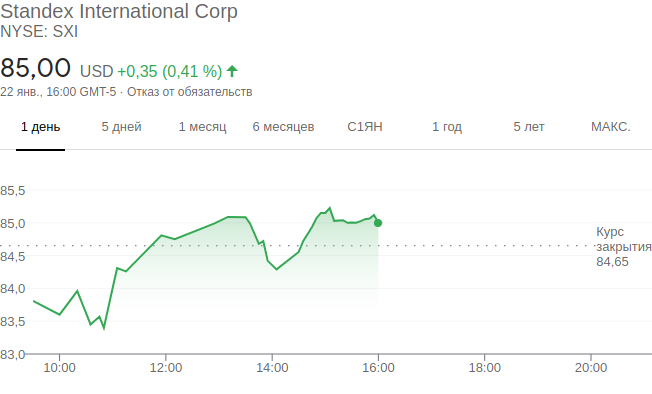 Standex International Corp
NYSE: SXI
85,00 USD +0,35 (0,41 %)
22 янв., 16:00 GMT-5 · Отказ от обязательств
1 день 5 дней 1 месяц 6 месяцев С1ЯН 1 год 5 лет МАКС.
85,5
85,0
Курс
закрытия
84,65
84,5
84,0
83,5
83,0
10:00 12:00 14:00 16:00 18:00 20:00